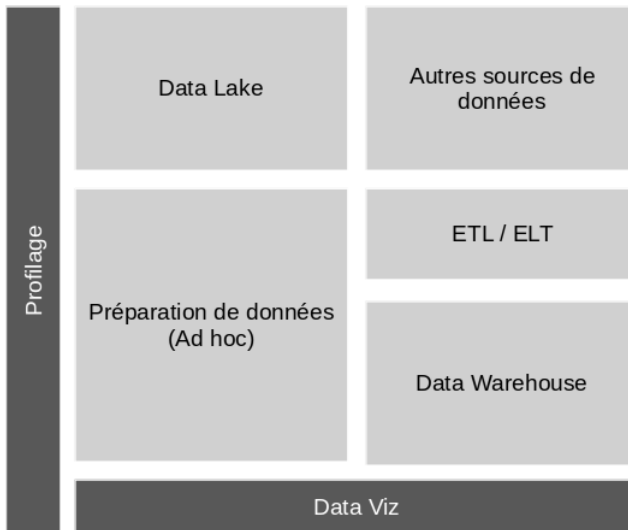 Profilage
Data Lake
Autres sources de
données
Préparation de données
(Ad hoc)
ETL / ELT
Data Warehouse
Data Viz